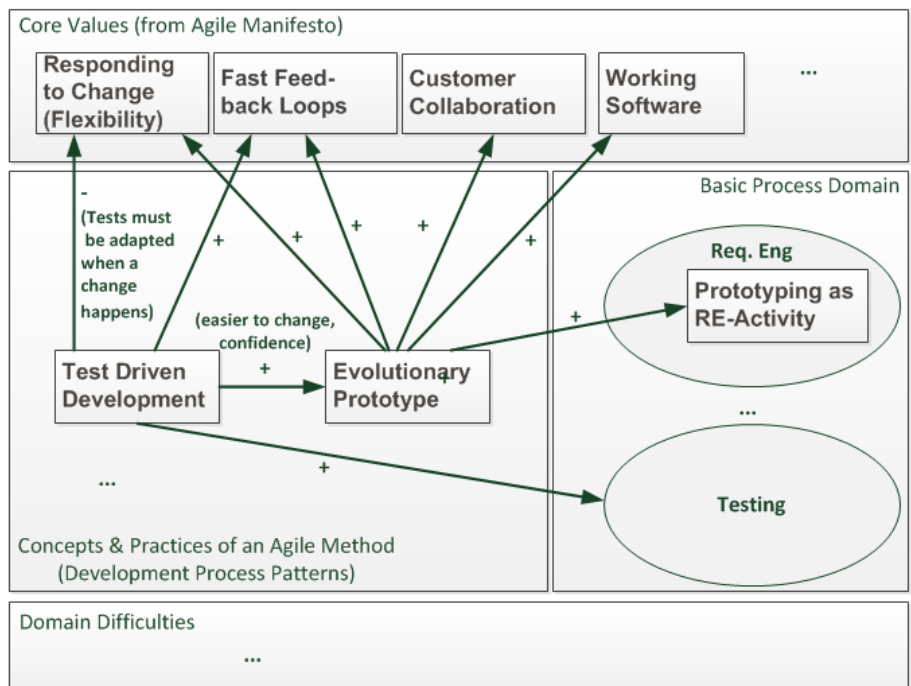 Core Values (from Agile Manifesto)
Responding
to Change
(Flexibility)
Fast Feed-
back Loops
Customer
Collaboration
Working
Software
...
-
(Tests must
be adapted
when a
change
happens)
+
+
+
+
+
Basic Process Domain
Req. Eng
Prototyping as
RE-Activity
+
(easier to change,
confidence)
+
Test Driven
Development
Evolutionary
Prototype
+
...
+
...
Testing
Concepts & Practices of an Agile Method
(Development Process Patterns)
Domain Difficulties
...